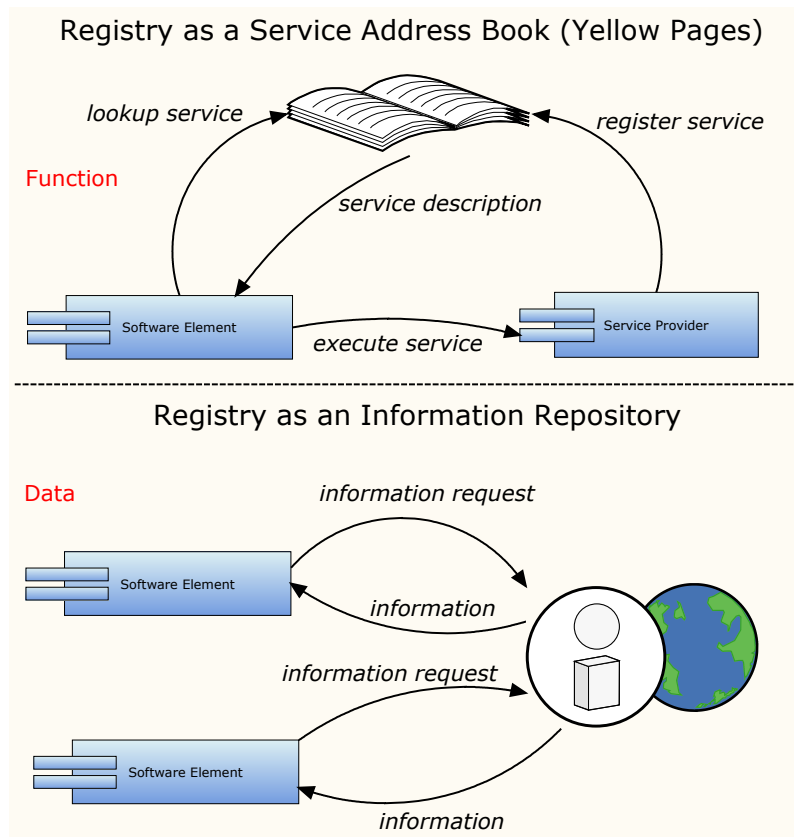 Registry as a Service Address Book (Yellow Pages)
lookup service
register service
Function
service description
Software Element
Service Provider
execute service
Registry as an Information Repository
Data
information request
Software Element
information
information request
Software Element
information